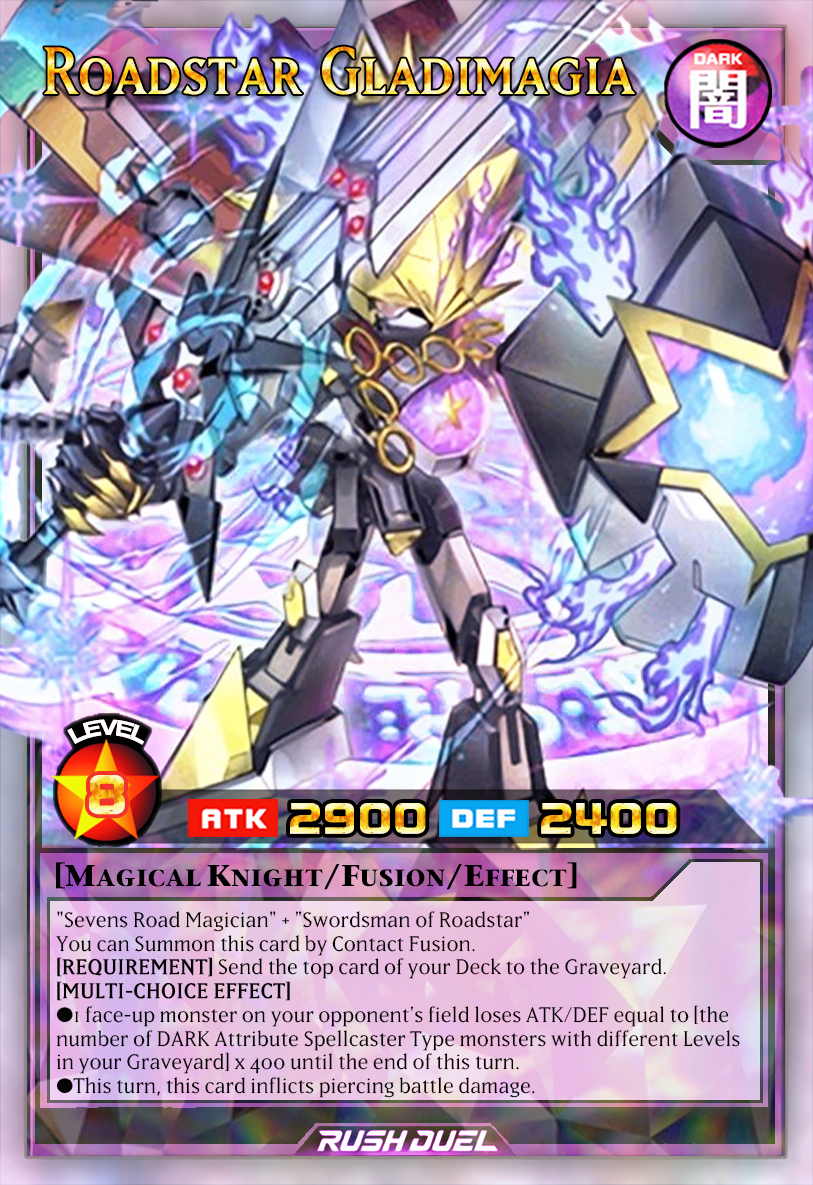 ROADSTAR GLADIMAGIA
DARK
闇
LEVEL
8
ATK 2900 DEF 2400
[MAGICAL KNIGHT/FUSION/EFFECT]
"Sevens Road Magician" + "Swordsman of Roadstar"
You can Summon this card by Contact Fusion.
[REQUIREMENT] Send the top card of your Deck to the Graveyard.
[MULTI-CHOICE EFFECT]
●1 face-up monster on your opponent's field loses ATK/DEF equal to [the
number of DARK Attribute Spellcaster Type monsters with different Levels
in your Graveyard] x 400 until the end of this turn.
●This turn, this card inflicts piercing battle damage.
RUSH DUEL